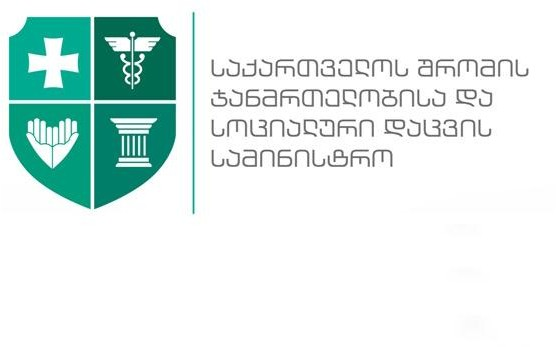 საქართველოს შრომის
ჯანმრთელობისა და
სოციალური დაცვის
სამინისტრო